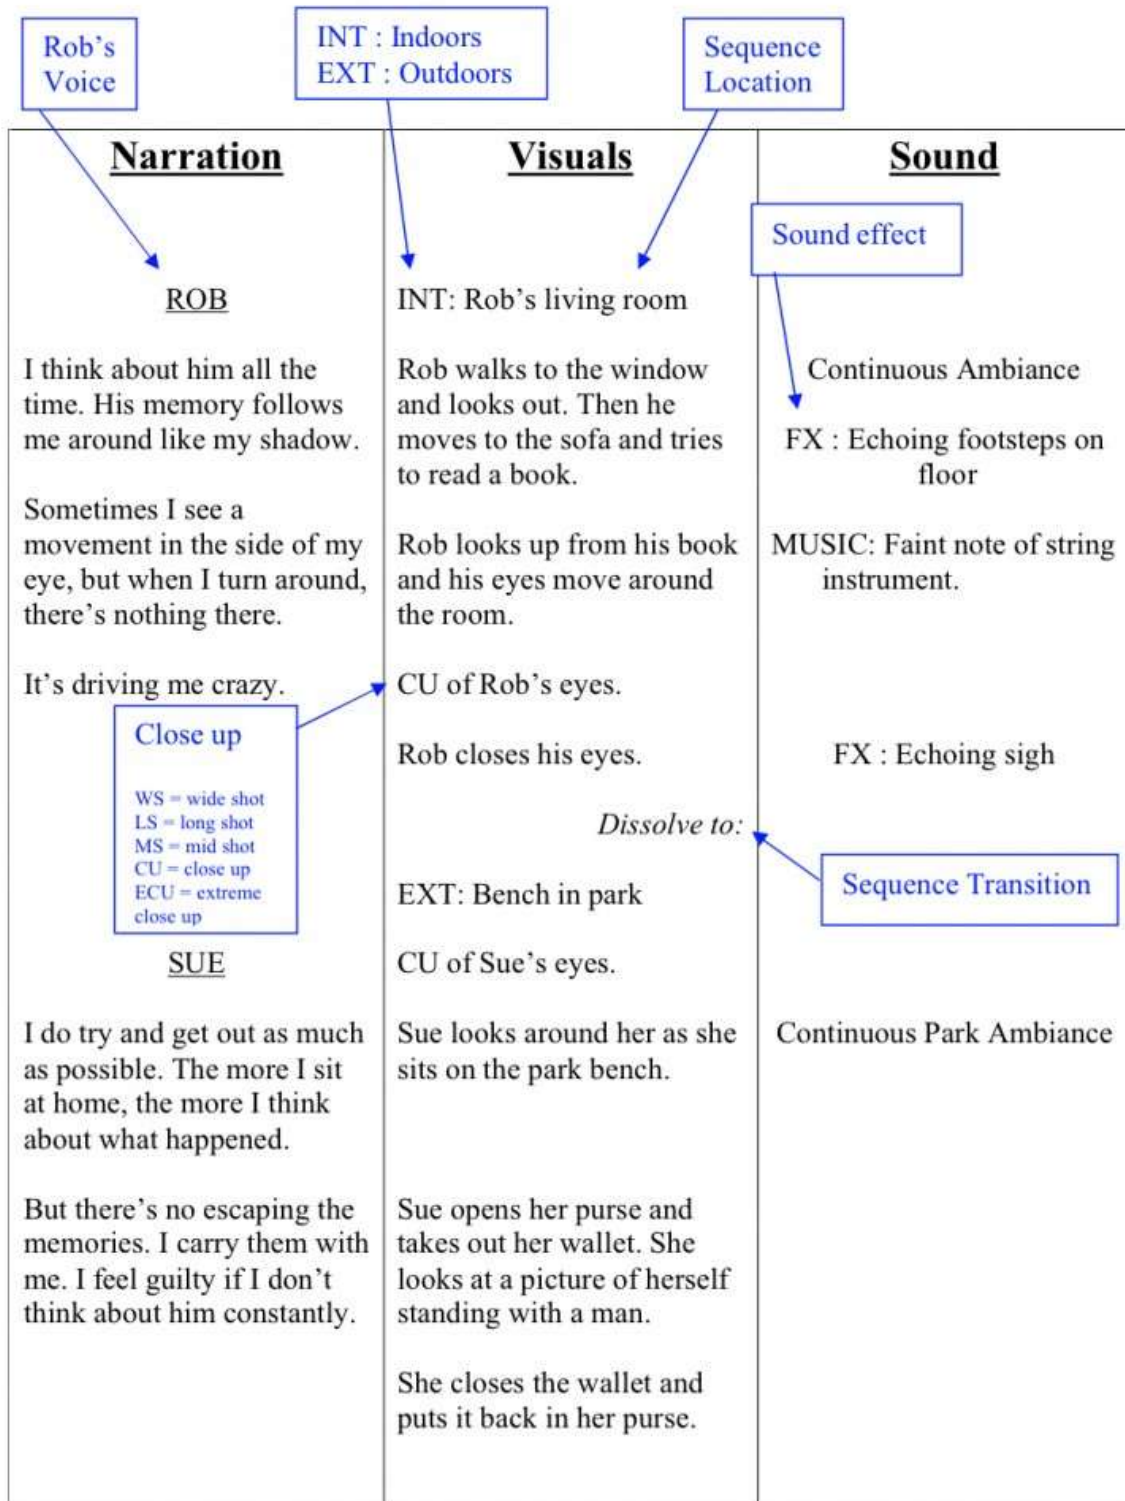 Rob's
Voice
INT : Indoors
EXT : Outdoors
Sequence
Location
Narration
Visuals
Sound
Sound effect
ROB
I think about him all the
time. His memory follows
me around like my shadow.
Sometimes I see a
movement in the side of my
eye, but when I turn around,
there's nothing there.
It's driving me crazy.
Close up
WS = wide shot
LS = long shot
MS = mid shot
CU = close up
ECU = extreme
close up
SUE
I do try and get out as much
as possible. The more I sit
at home, the more I think
about what happened.
But there's no escaping the
memories. I carry them with
me. I feel guilty if I don't
think about him constantly.
INT: Rob's living room
Rob walks to the window
and looks out. Then he
moves to the sofa and tries
to read a book.
Rob looks up from his book
and his eyes move around
the room.
CU of Rob's eyes.
Rob closes his eyes.
Dissolve to:
EXT: Bench in park
CU of Sue's eyes.
Sue looks around her as she
sits on the park bench.
Sue opens her purse and
takes out her wallet. She
looks at a picture of herself
standing with a man.
She closes the wallet and
puts it back in her purse.
Continuous Ambiance
FX : Echoing footsteps on
floor
MUSIC: Faint note of string
instrument.
FX : Echoing sigh
Sequence Transition
Continuous Park Ambiance